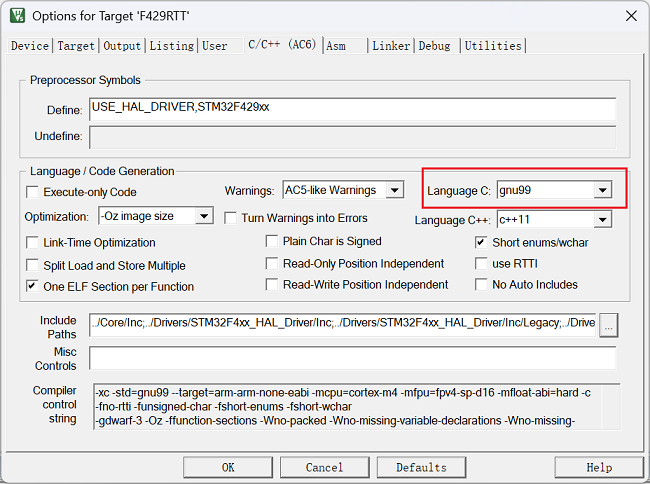 Options for Target 'F429RTT'
Device Target Output Listing User C/C++ (AC6) Asm Linker Debug Utilities
Preprocessor Symbols
Define: USE_HAL_DRIVER,STM32F429xx
Undefine:
Language / Code Generation
Execute-only Code Warnings: AC5-like Warnings Language C: gnu99
Optimization: -Oz image size Turn Warnings into Errors Language C++: c++11
Link-Time Optimization Plain Char is Signed Short enums/wchar
Split Load and Store Multiple Read-Only Position Independent use RTTI
One ELF Section per Function Read-Write Position Independent No Auto Includes
Include Paths ../Core/Inc;../Drivers/STM32F4xx_HAL_Driver/Inc;../Drivers/STM32F4xx_HAL_Driver/Inc/Legacy;../Drive ...
Misc Controls
Compiler control string
-xc -std=gnu99 --target=arm-arm-none-eabi -mcpu=cortex-m4 -mfpu=fpv4-sp-d16 -mfloat-abi=hard -c
-fno-rtti -funsigned-char -fshort-enums -fshort-wchar
-gdwarf-3 -Oz -ffunction-sections -Wno-packed -Wno-missing-variable-declarations -Wno-missing-
OK Cancel Defaults Help